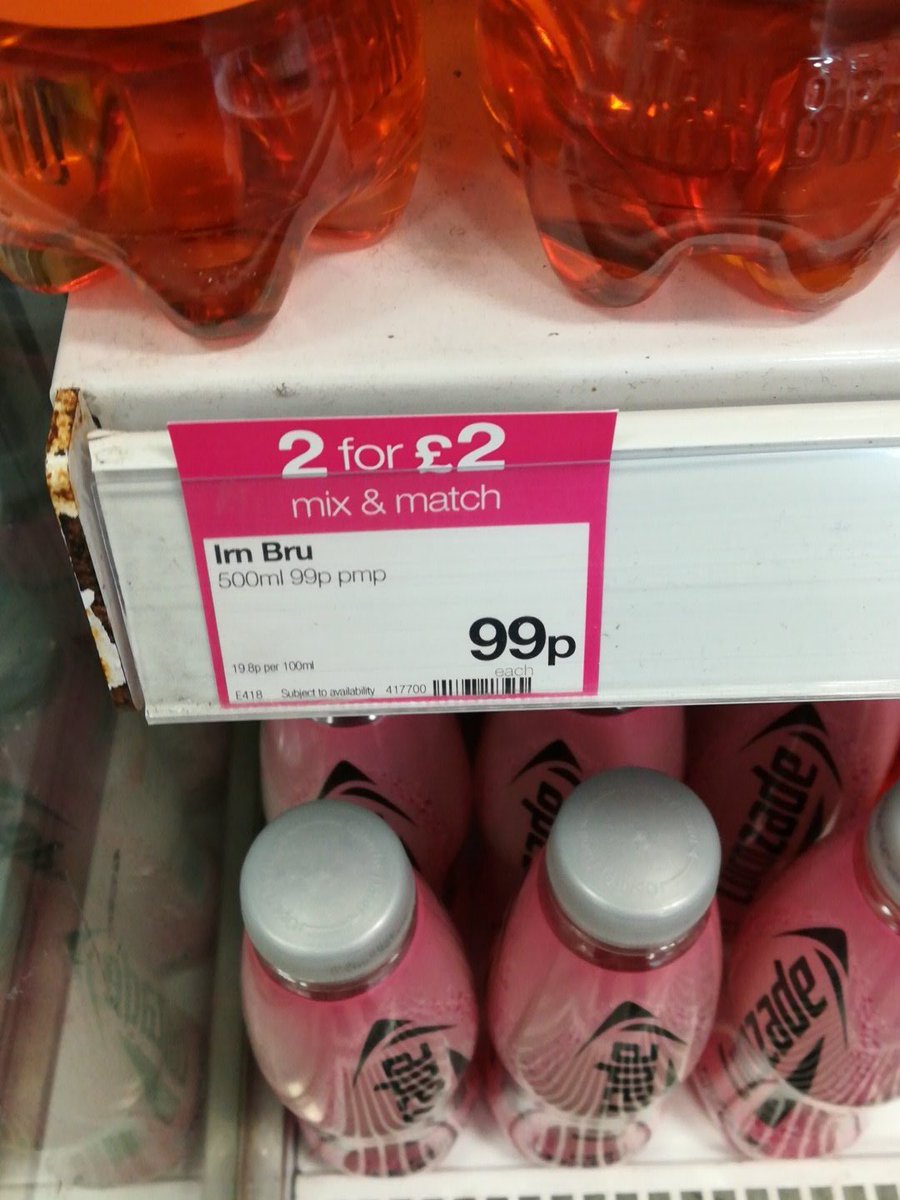 2 for £2
mix & match
Irn Bru
500ml 99p pmp
99p
each
19.8p per 100ml
E418 Subject to availability 417700
Lucozade